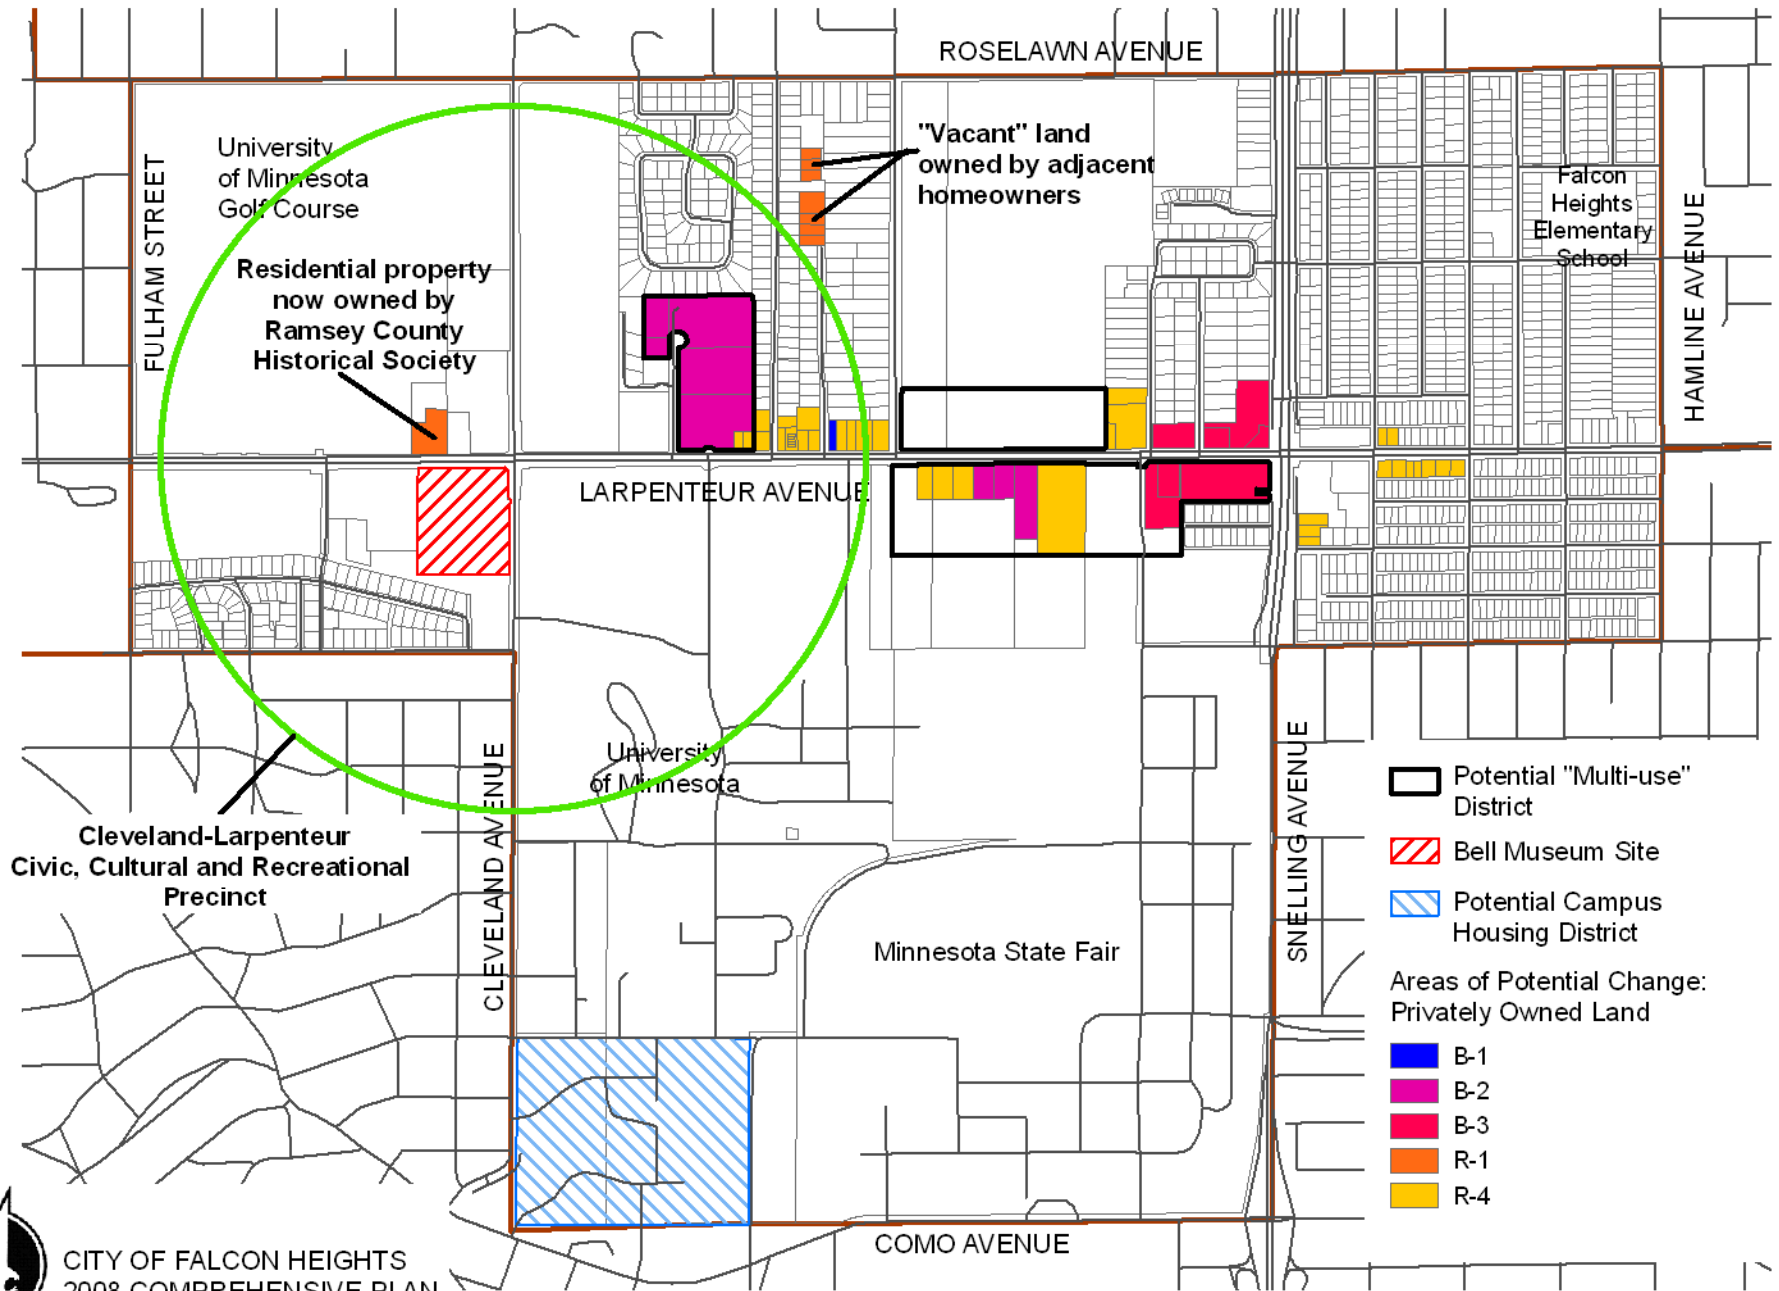 ROSELAWN AVENUE
University
of Minnesota
Golf Course
"Vacant" land
owned by adjacent
homeowners
FULHAM STREET
Falcon
Heights
Elementary
School
HAMLINE AVENUE
Residential property
now owned by
Ramsey County
Historical Society
LARPENTEUR AVENUE
University
of Minnesota
CLEVELAND AVENUE
SNELLING AVENUE
Cleveland-Larpenteur
Civic, Cultural and Recreational
Precinct
Minnesota State Fair
COMO AVENUE
Potential "Multi-use"
District
Bell Museum Site
Potential Campus
Housing District
Areas of Potential Change:
Privately Owned Land
B-1
B-2
B-3
R-1
R-4
CITY OF FALCON HEIGHTS
2008 COMPREHENSIVE PLAN